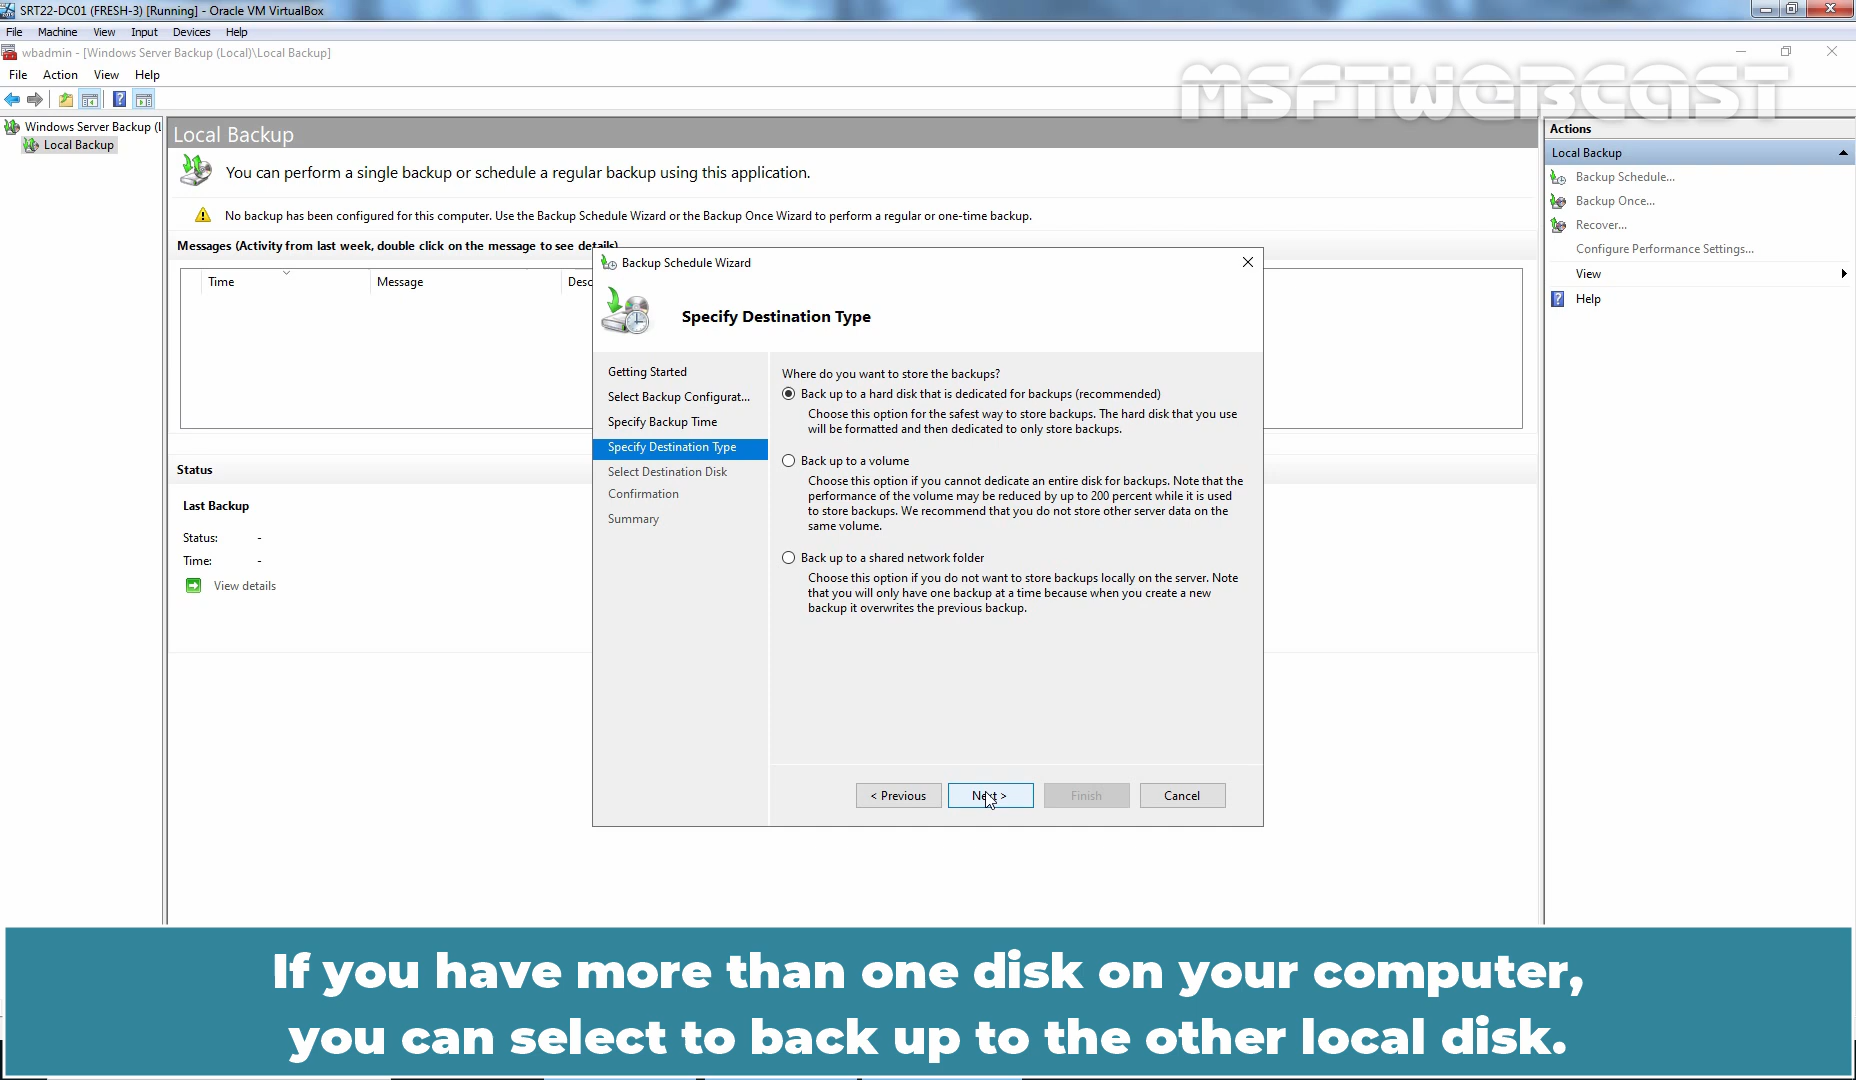 SRT22-DC01 (FRESH-3) [Running] - Oracle VM VirtualBox
File Machine View Input Devices Help
wbadmin - [Windows Server Backup (Local)\Local Backup]
File Action View Help
MSFTWEBCAST
Windows Server Backup (L
Local Backup
Local Backup
You can perform a single backup or schedule a regular backup using this application.
No backup has been configured for this computer. Use the Backup Schedule Wizard or the Backup Once Wizard to perform a regular or one-time backup.
Messages (Activity from last week, double click on the message to see details)
Time Message Desc
Status
Last Backup
Status: -
Time: -
View details
Backup Schedule Wizard
Specify Destination Type
Getting Started
Select Backup Configurat...
Specify Backup Time
Specify Destination Type
Select Destination Disk
Confirmation
Summary
Where do you want to store the backups?
Back up to a hard disk that is dedicated for backups (recommended)
Choose this option for the safest way to store backups. The hard disk that you use
will be formatted and then dedicated to only store backups.
Back up to a volume
Choose this option if you cannot dedicate an entire disk for backups. Note that the
performance of the volume may be reduced by up to 200 percent while it is used
to store backups. We recommend that you do not store other server data on the
same volume.
Back up to a shared network folder
Choose this option if you do not want to store backups locally on the server. Note
that you will only have one backup at a time because when you create a new
backup it overwrites the previous backup.
< Previous Next > Finish Cancel
Actions
Local Backup
Backup Schedule...
Backup Once...
Recover...
Configure Performance Settings...
View
Help
If you have more than one disk on your computer,
you can select to back up to the other local disk.